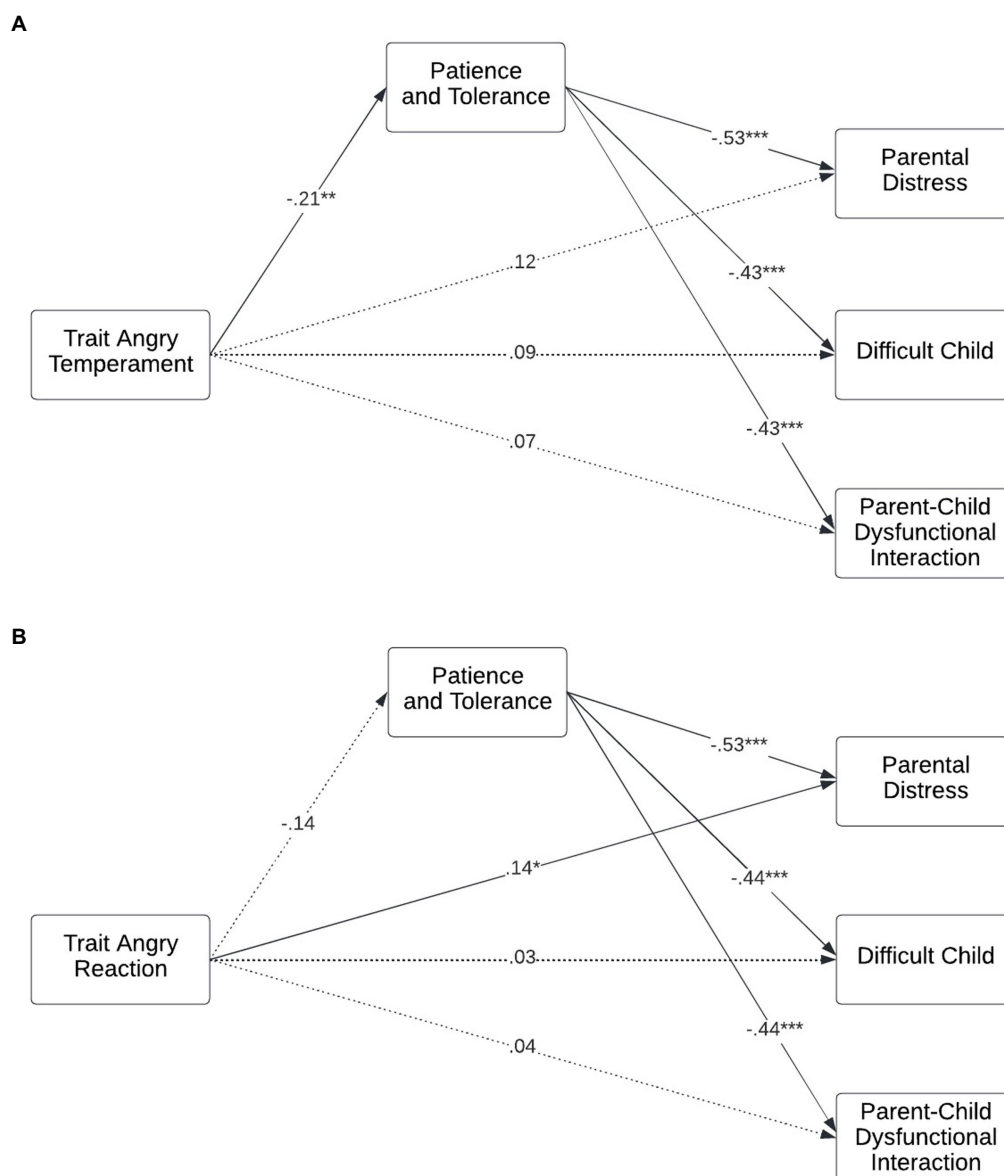 A
Patience
and Tolerance
-.53***
Parental
Distress
-.21**
.12
-.43***
Trait Angry
Temperament
.09
Difficult Child
-.43***
.07
Parent-Child
Dysfunctional
Interaction
B
Patience
and Tolerance
-.53***
Parental
Distress
-.14
.14*
-.44***
Trait Angry
Reaction
.03
Difficult Child
-.44***
.04
Parent-Child
Dysfunctional
Interaction